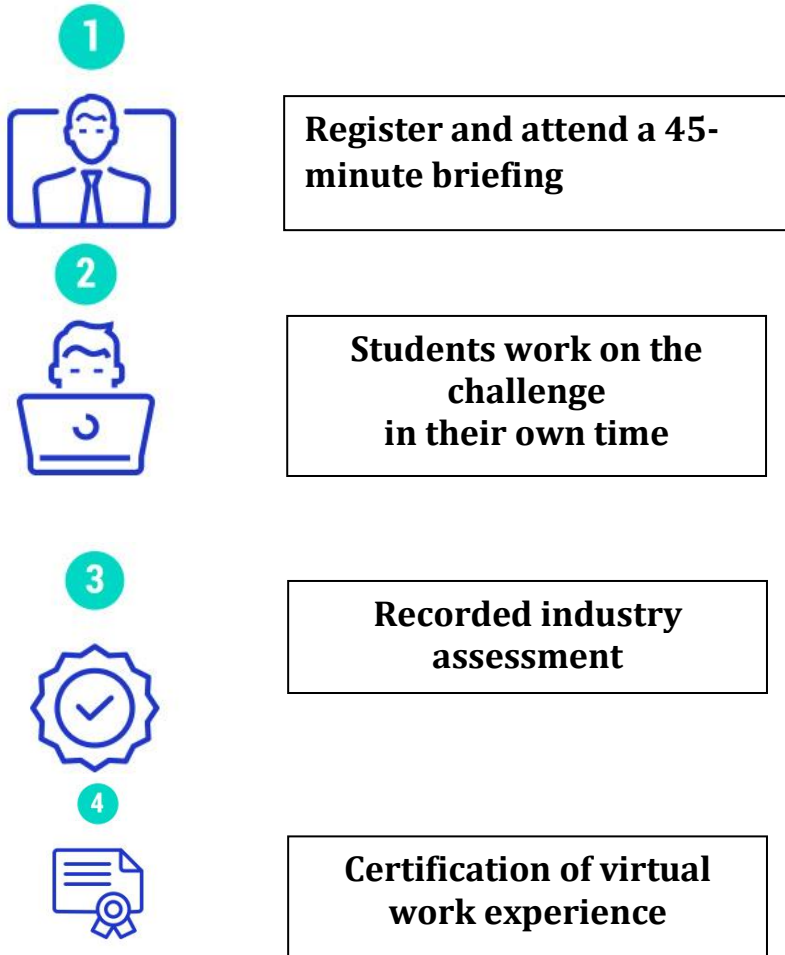 1
Register and attend a 45-
minute briefing
2
Students work on the
challenge
in their own time
3
Recorded industry
assessment
4
Certification of virtual
work experience